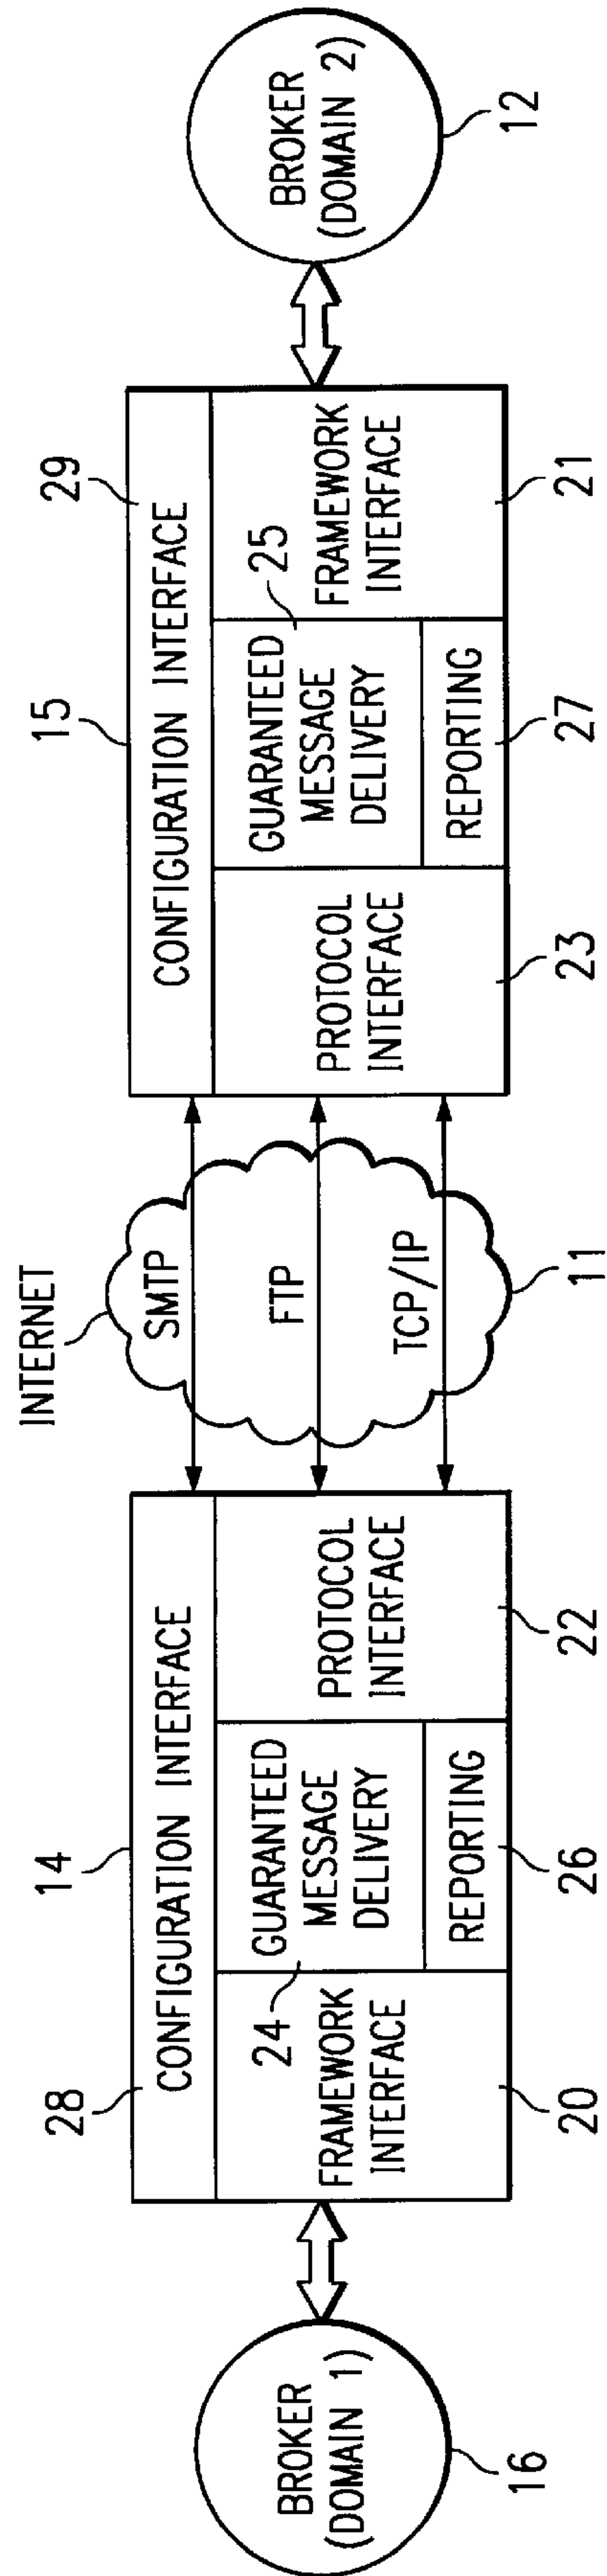 BROKER
(DOMAIN 1)
16
14
28
CONFIGURATION INTERFACE
FRAMEWORK
INTERFACE
20
24
GUARANTEED
MESSAGE
DELIVERY
REPORTING
26
PROTOCOL
INTERFACE
22
INTERNET
SMTP
FTP
TCP/IP
11
15
29
CONFIGURATION INTERFACE
PROTOCOL
INTERFACE
23
GUARANTEED
MESSAGE
DELIVERY
25
REPORTING
27
FRAMEWORK
INTERFACE
21
BROKER
(DOMAIN 2)
12